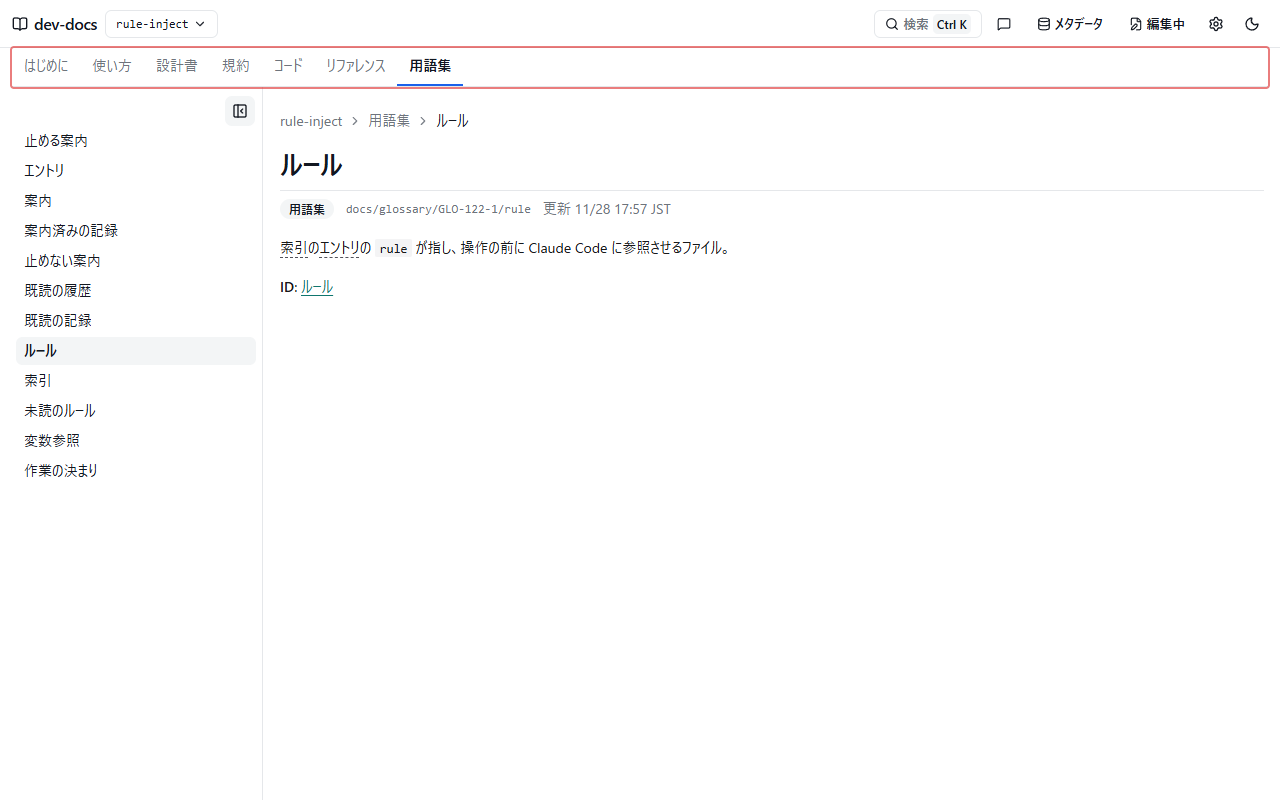 dev-docs rule-inject 検索 Ctrl K メタデータ 編集中
はじめに 使い方 設計書 規約 コード リファレンス 用語集
止める案内
エントリ
案内
案内済みの記録
止めない案内
既読の履歴
既読の記録
ルール
索引
未読のルール
変数参照
作業の決まり
rule-inject 用語集 ルール
ルール
用語集 docs/glossary/GLO-122-1/rule 更新 11/28 17:57 JST
索引のエントリの rule が指し、操作の前に Claude Code に参照させるファイル。
ID: ルール